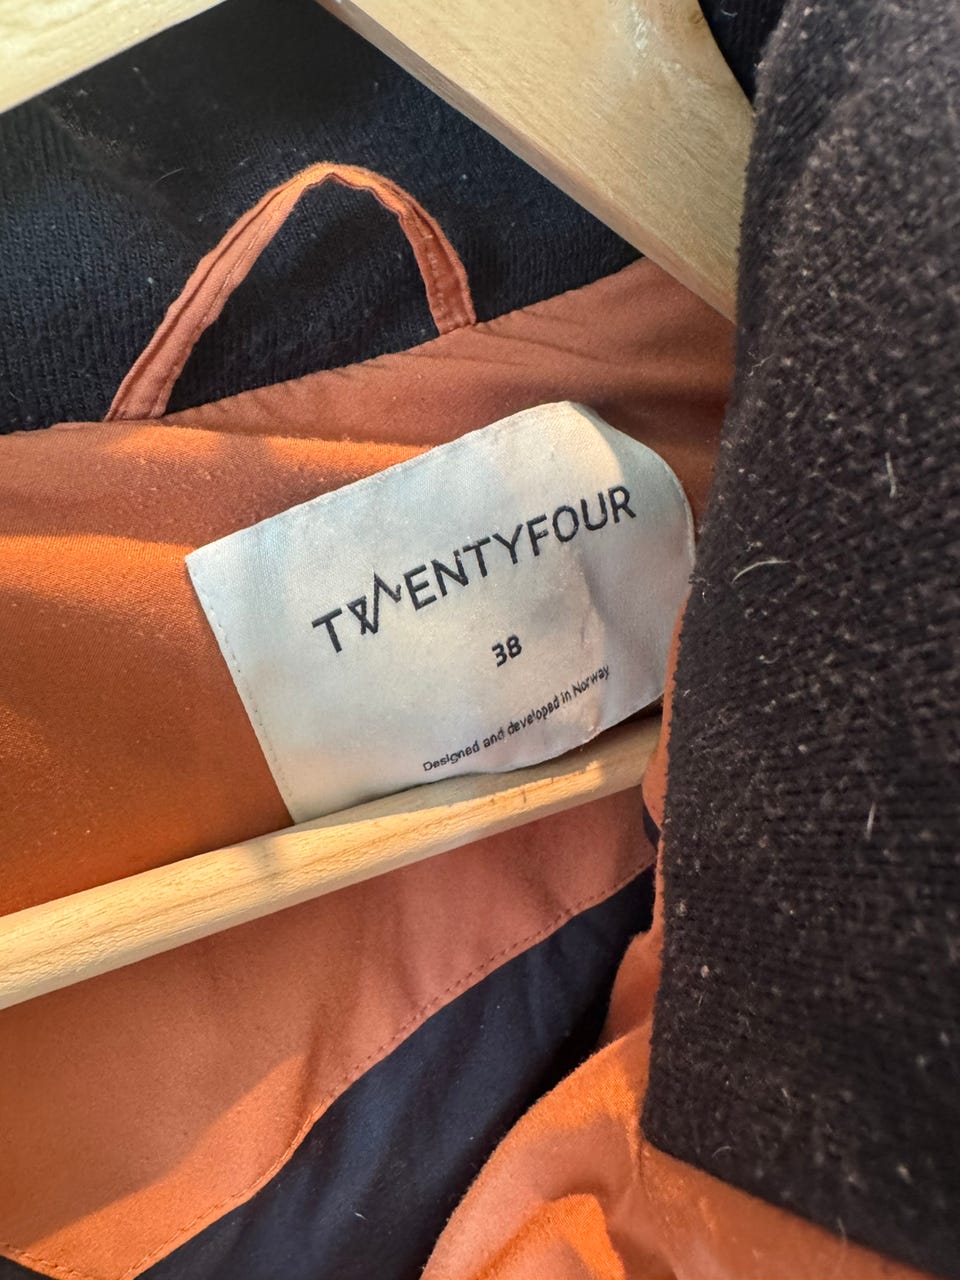 TWENTYFOUR
38
Designed and developed in Norway